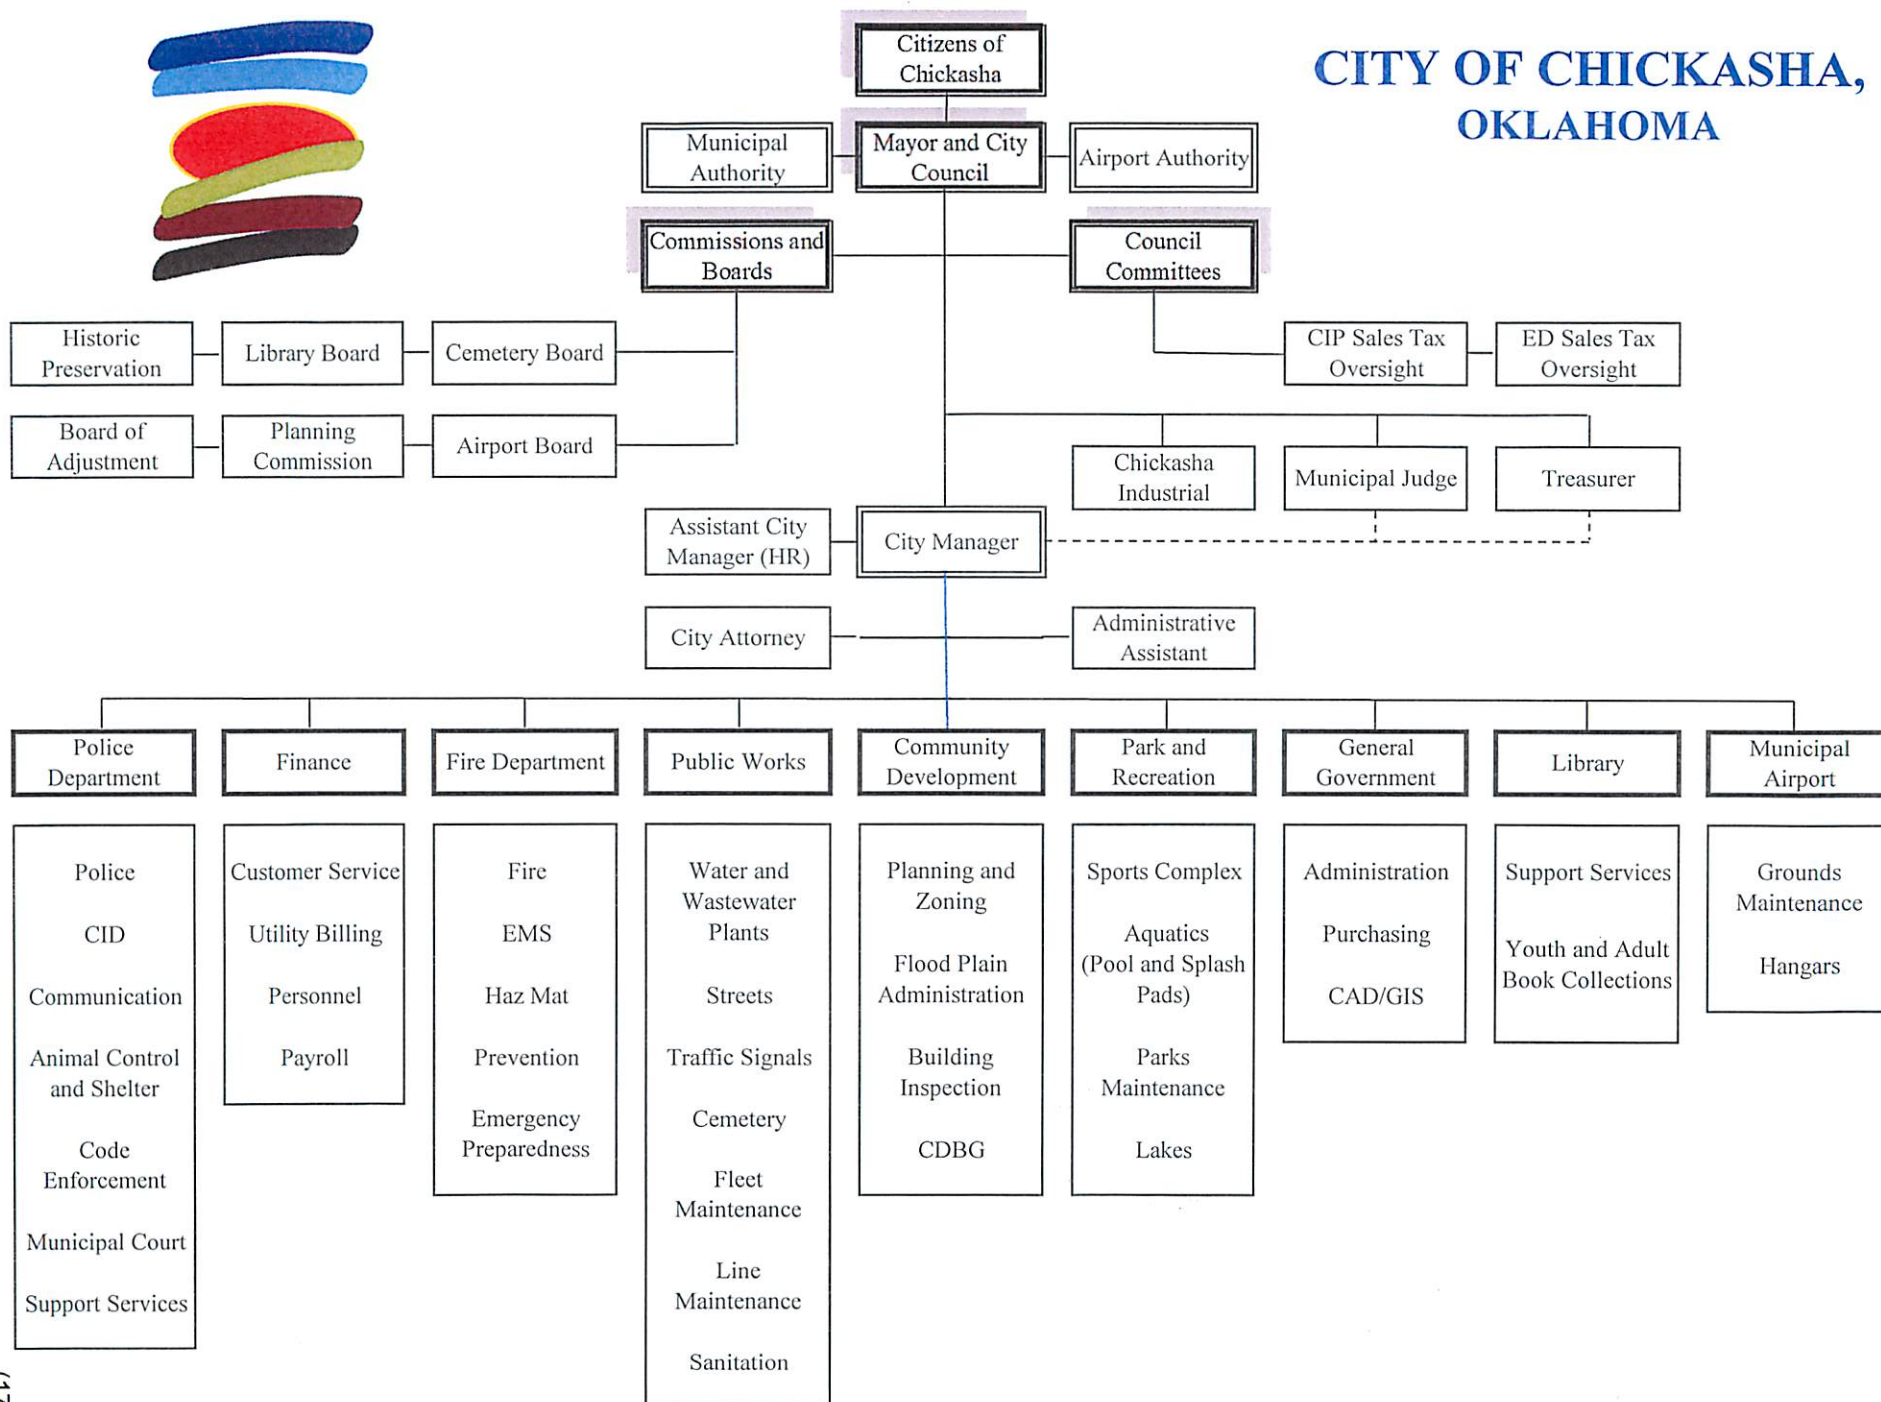 Citizens of
Chickasha
CITY OF CHICKASHA,
OKLAHOMA
Municipal
Authority
Mayor and City
Council
Airport Authority
Commissions and
Boards
Council
Committees
Historic
Preservation
Library Board
Cemetery Board
CIP Sales Tax
Oversight
ED Sales Tax
Oversight
Board of
Adjustment
Planning
Commission
Airport Board
Chickasha
Industrial
Municipal Judge
Treasurer
Assistant City
Manager (HR)
City Manager
City Attorney
Administrative
Assistant
Police
Department
Finance
Fire Department
Public Works
Community
Development
Park and
Recreation
General
Government
Library
Municipal
Airport
Police
CID
Communication
Animal Control
and Shelter
Code
Enforcement
Municipal Court
Support Services
Customer Service
Utility Billing
Personnel
Payroll
Fire
EMS
Haz Mat
Prevention
Emergency
Preparedness
Water and
Wastewater
Plants
Streets
Traffic Signals
Cemetery
Fleet
Maintenance
Line
Maintenance
Sanitation
Planning and
Zoning
Flood Plain
Administration
Building
Inspection
CDBG
Sports Complex
Aquatics
(Pool and Splash
Pads)
Parks
Maintenance
Lakes
Administration
Purchasing
CAD/GIS
Support Services
Youth and Adult
Book Collections
Grounds
Maintenance
Hangars